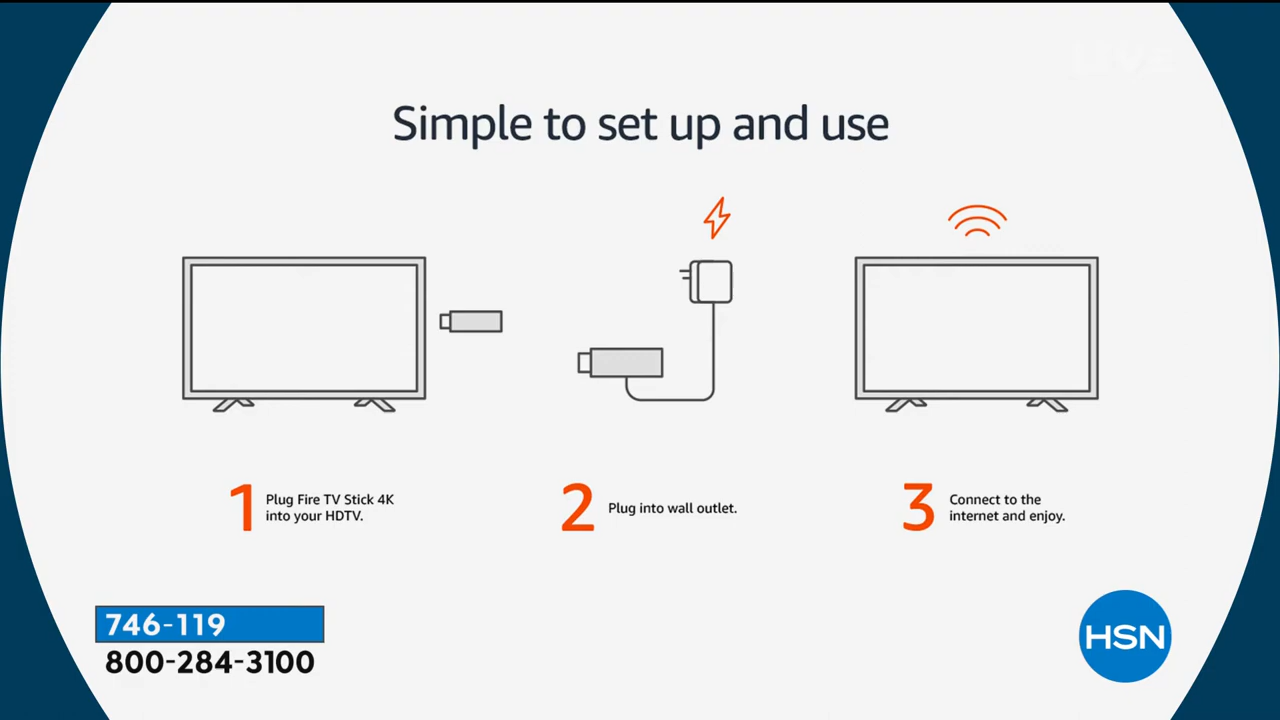 Simple to set up and use
1 Plug Fire TV Stick 4K
into your HDTV.
2 Plug into wall outlet.
3 Connect to the
internet and enjoy.
746-119
800-284-3100
HSN